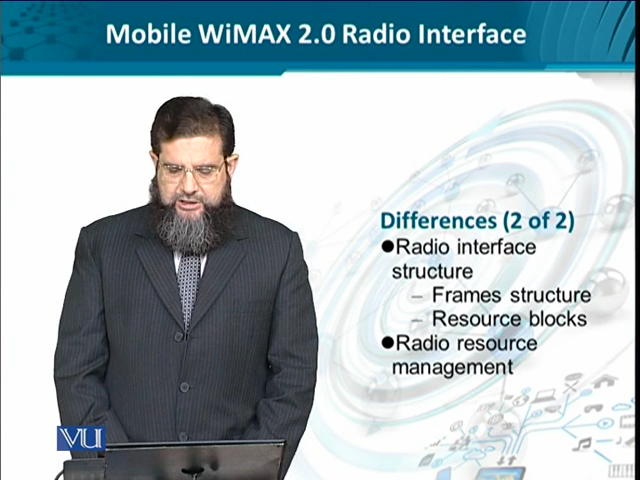 Mobile WiMAX 2.0 Radio Interface
Differences (2 of 2)
●Radio interface
structure
– Frames structure
– Resource blocks
●Radio resource
management
VU